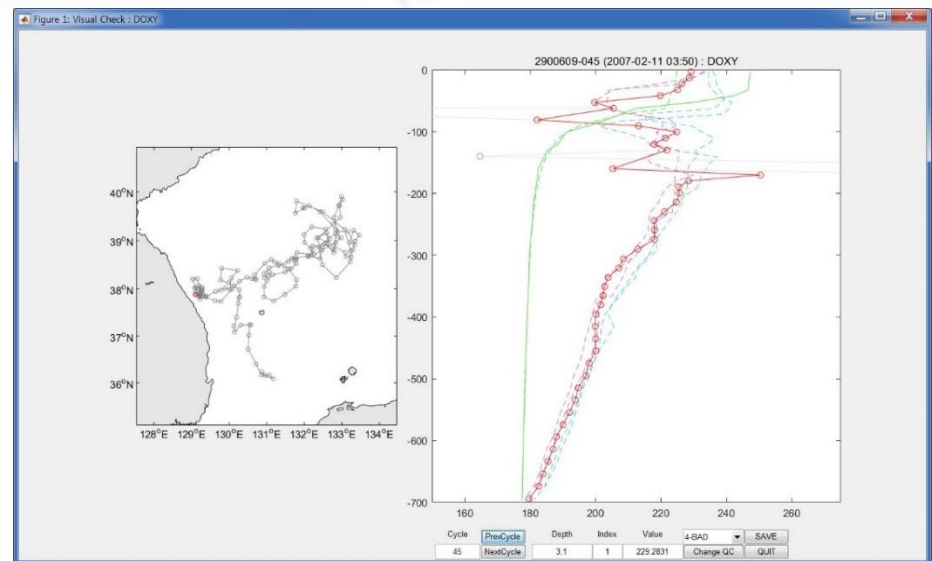 Figure 1: Visual Check : DOXY
2900609-045 (2007-02-11 03:50) : DOXY
0
-100
-200
-300
-400
-500
-600
-700
160 180 200 220 240 260
40°N
39°N
38°N
37°N
36°N
128°E 129°E 130°E 131°E 132°E 133°E 134°E
Cycle Depth Index Value
PrevCycle 4-BAD SAVE
45 NextCycle 3.1 1 229.2831 Change QC QUIT